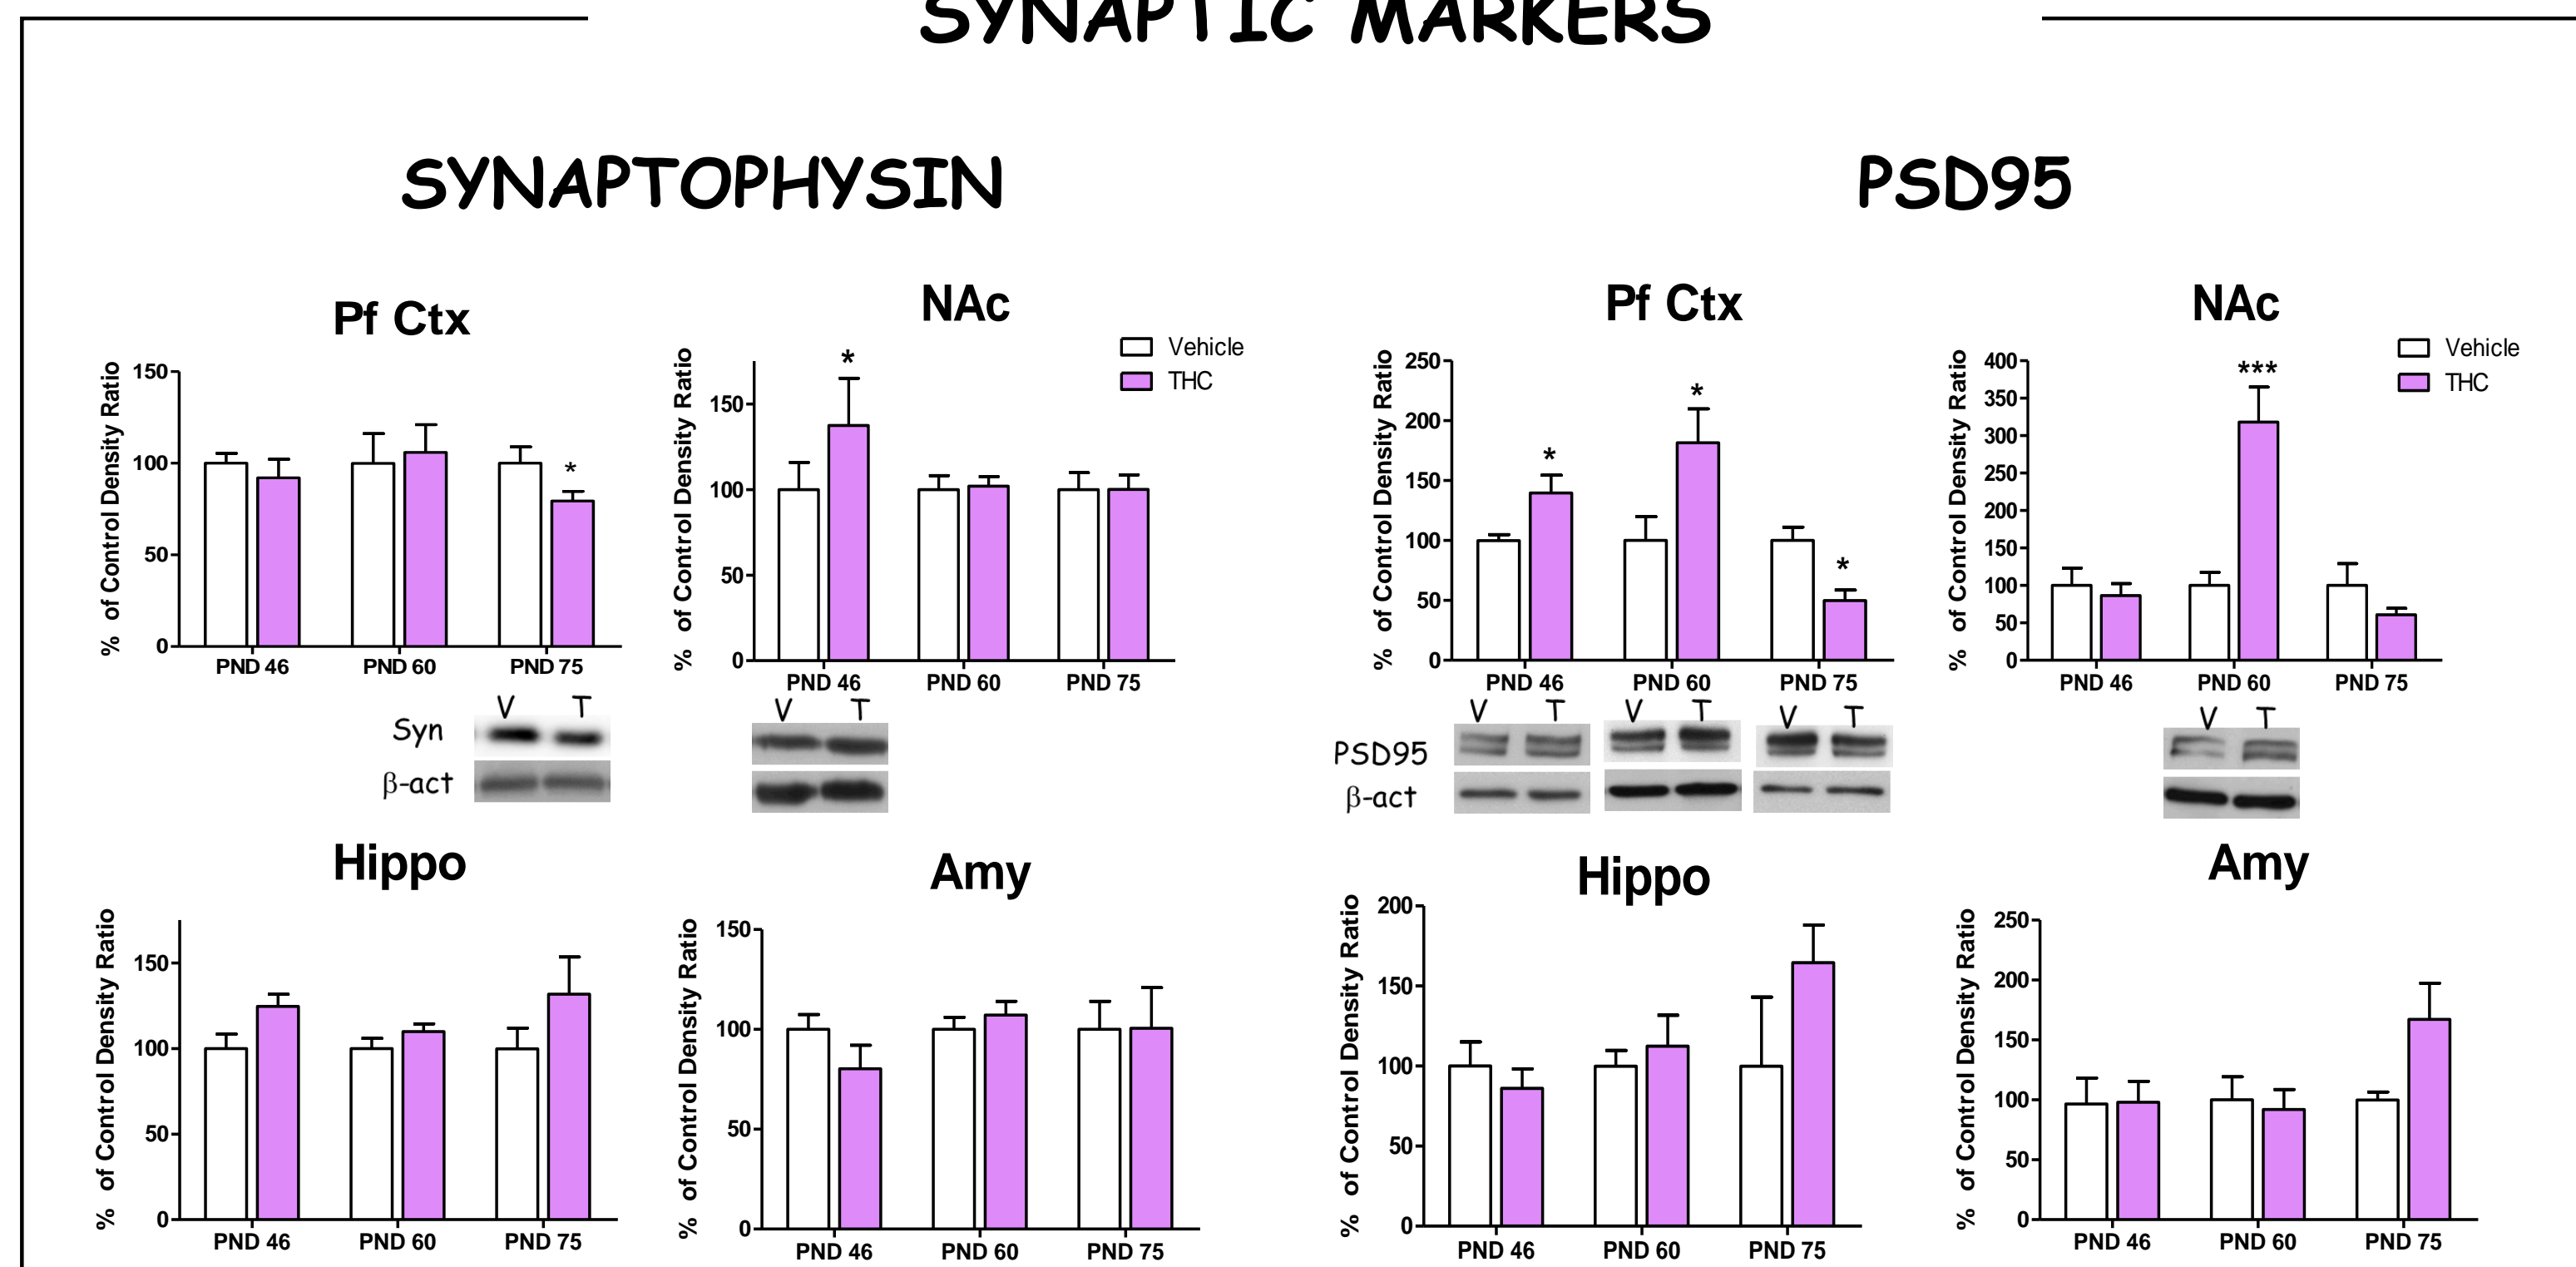 SYNAPTIC MARKERS
SYNAPTOPHYSIN
PSD95
Pf Ctx
% of Control Density Ratio
150
100
50
0
*
PND 46 PND 60 PND 75
V T
Syn
β-act
NAc
Vehicle
THC
% of Control Density Ratio
150
100
50
0
*
PND 46 PND 60 PND 75
V T
Pf Ctx
% of Control Density Ratio
250
200
150
100
50
0
* * *
PND 46 PND 60 PND 75
V T V T V T
PSD95
β-act
NAc
Vehicle
THC
% of Control Density Ratio
400
350
300
250
200
150
100
50
0
***
PND 46 PND 60 PND 75
V T
Hippo
% of Control Density Ratio
150
100
50
0
PND 46 PND 60 PND 75
Amy
% of Control Density Ratio
150
100
50
0
PND 46 PND 60 PND 75
Hippo
% of Control Density Ratio
200
150
100
50
0
PND 46 PND 60 PND 75
Amy
% of Control Density Ratio
250
200
150
100
50
0
PND 46 PND 60 PND 75